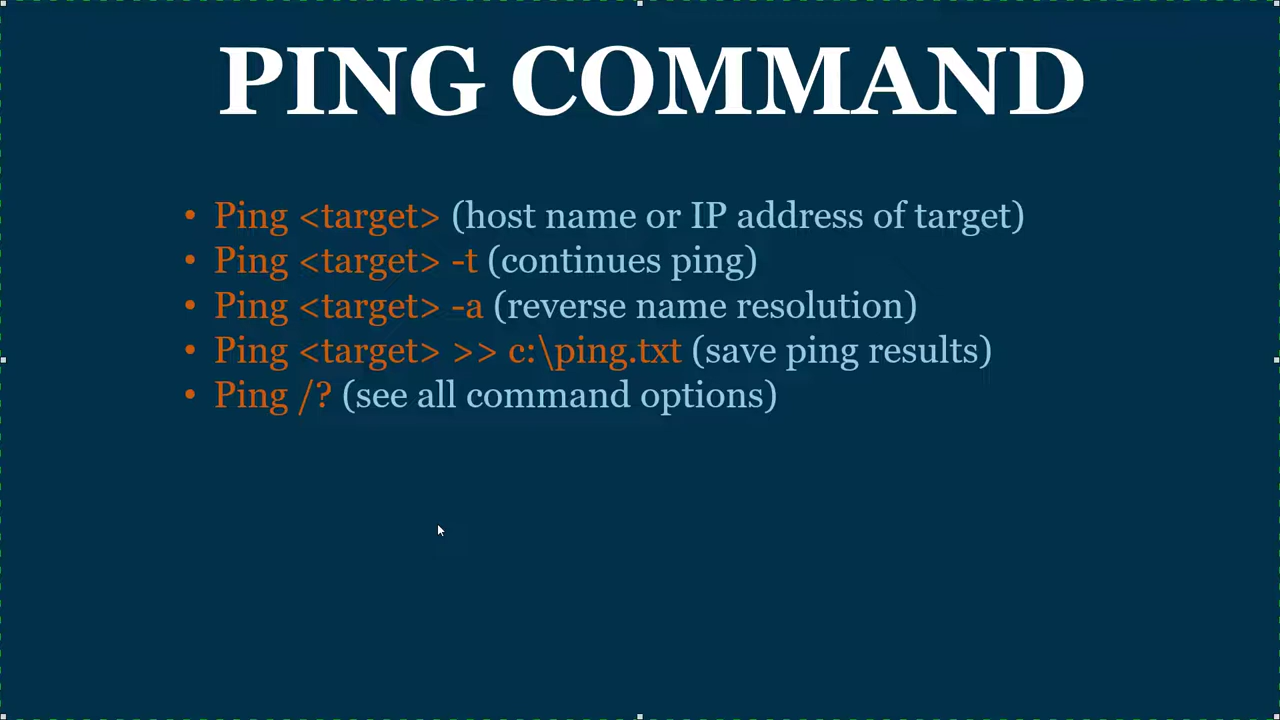 PING COMMAND
• Ping <target> (host name or IP address of target)
• Ping <target> -t (continues ping)
• Ping <target> -a (reverse name resolution)
• Ping <target> >> c:\ping.txt (save ping results)
• Ping /? (see all command options)